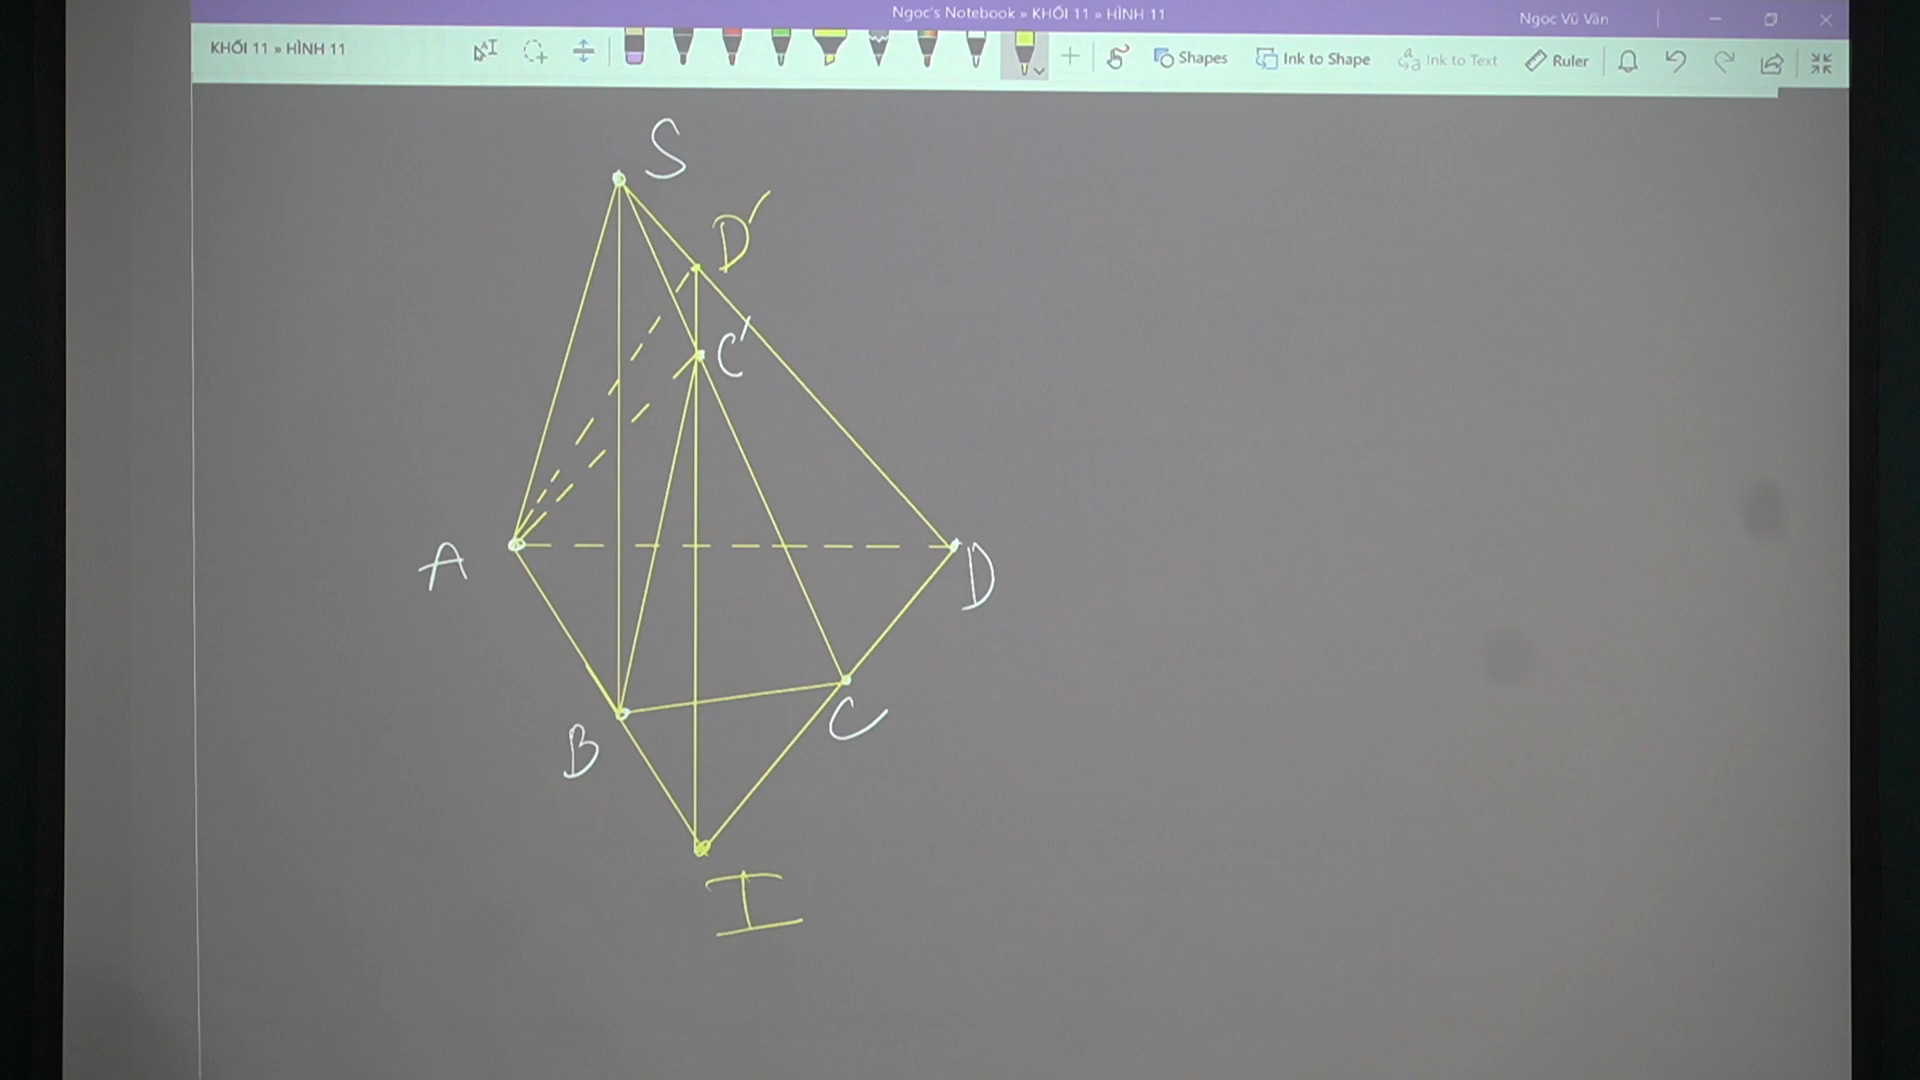 Ngoc's Notebook » KHỐI 11 » HÌNH 11
Ngoc Vũ Văn
KHỐI 11 » HÌNH 11
Shapes
Ink to Shape
Ink to Text
Ruler
S
D'
C'
A
D
B
C
I